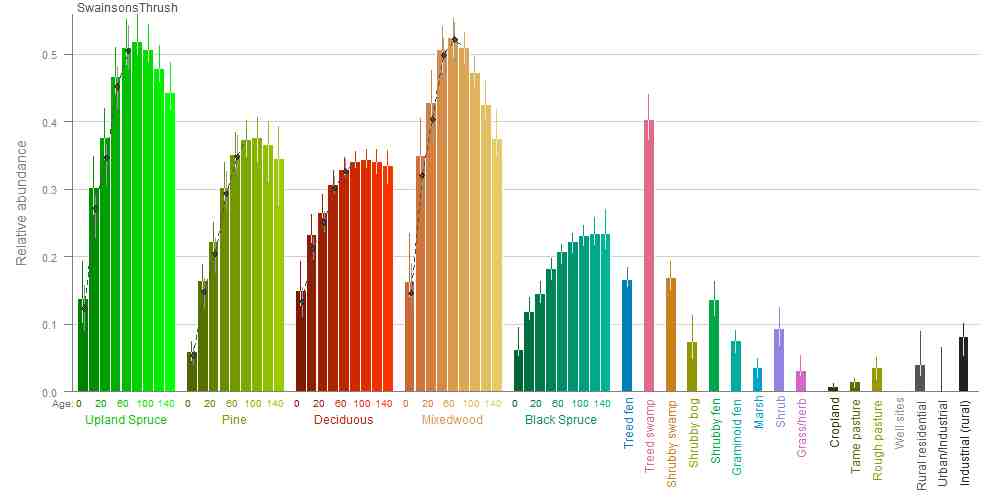 SwainsonsThrush
Relative abundance
0.5
0.4
0.3
0.2
0.1
0.0
Age: 0 20 60 100 140 0 20 60 100 140 0 20 60 100 140 0 20 60 100 140 0 20 60 100 140
Upland Spruce Pine Deciduous Mixedwood Black Spruce
Treed fen
Treed swamp
Shrubby swamp
Shrubby bog
Shrubby fen
Graminoid fen
Marsh
Shrub
Grass/herb
Cropland
Tame pasture
Rough pasture
Well sites
Rural residential
Urban/Industrial
Industrial (rural)